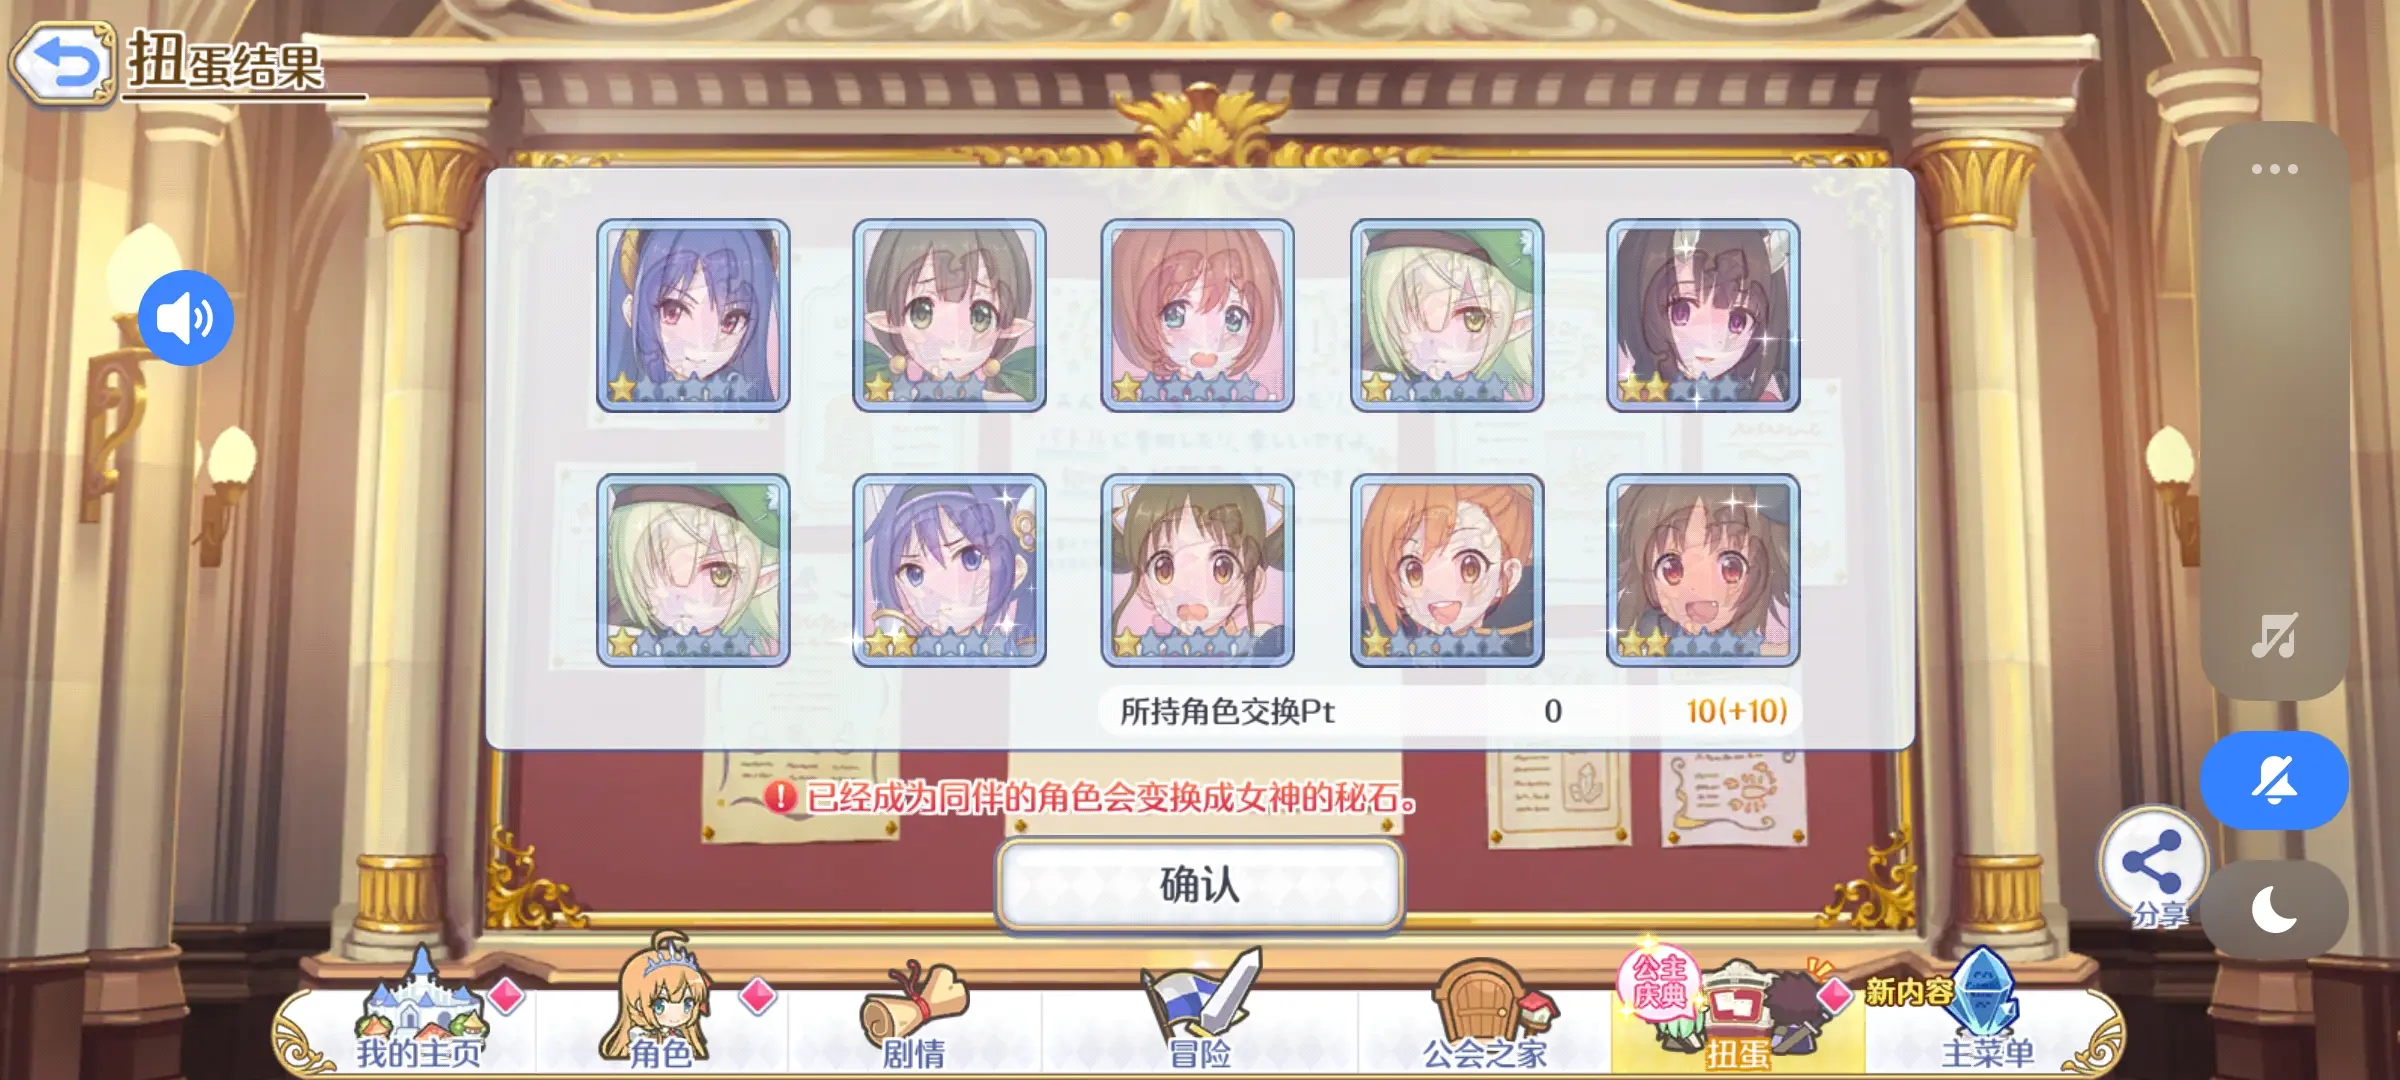 扭蛋结果
所持角色交换Pt 0 10(+10)
已经成为同伴的角色会变换成女神的秘石。
确认
分享
公主
庆典
新内容
我的主页 角色 剧情 冒险 公会之家 扭蛋 主菜单